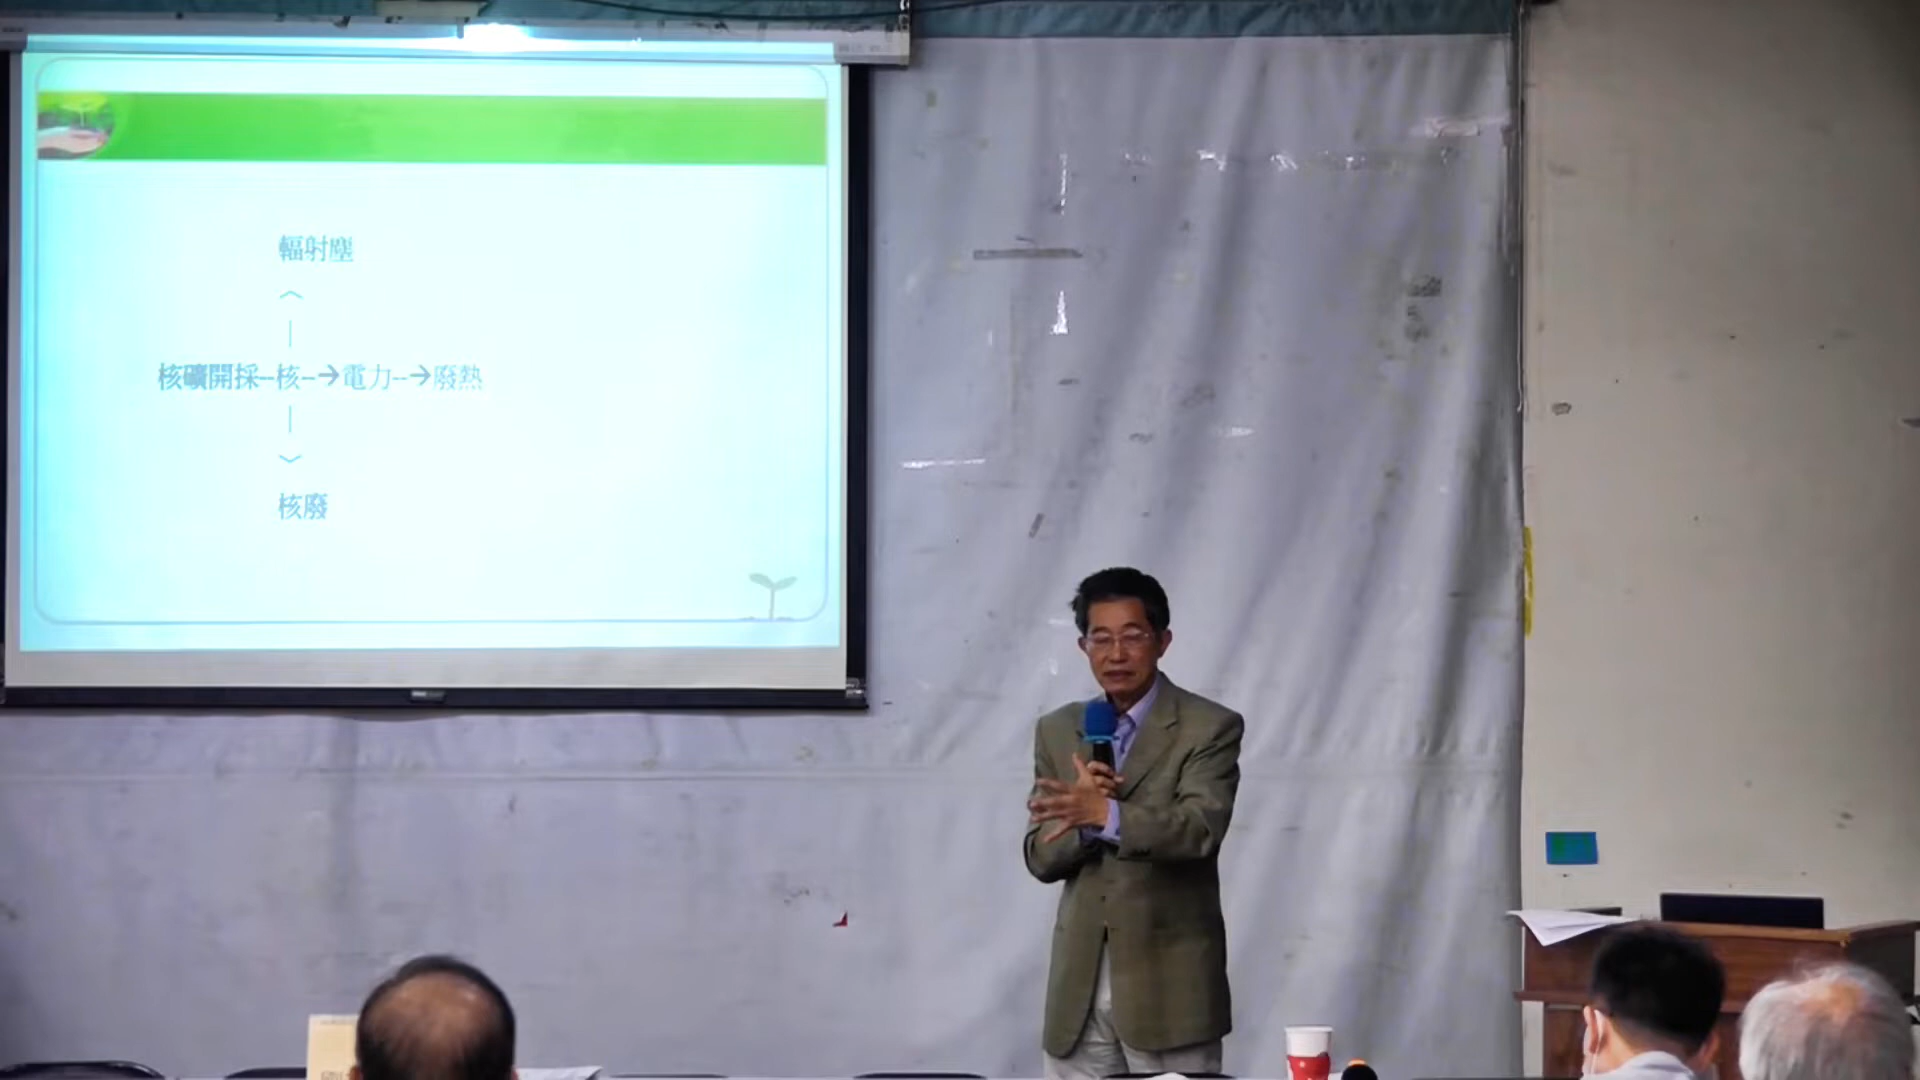 輻射塵
︿
｜
核礦開採--核--→電力--→廢熱
｜
﹀
核廢